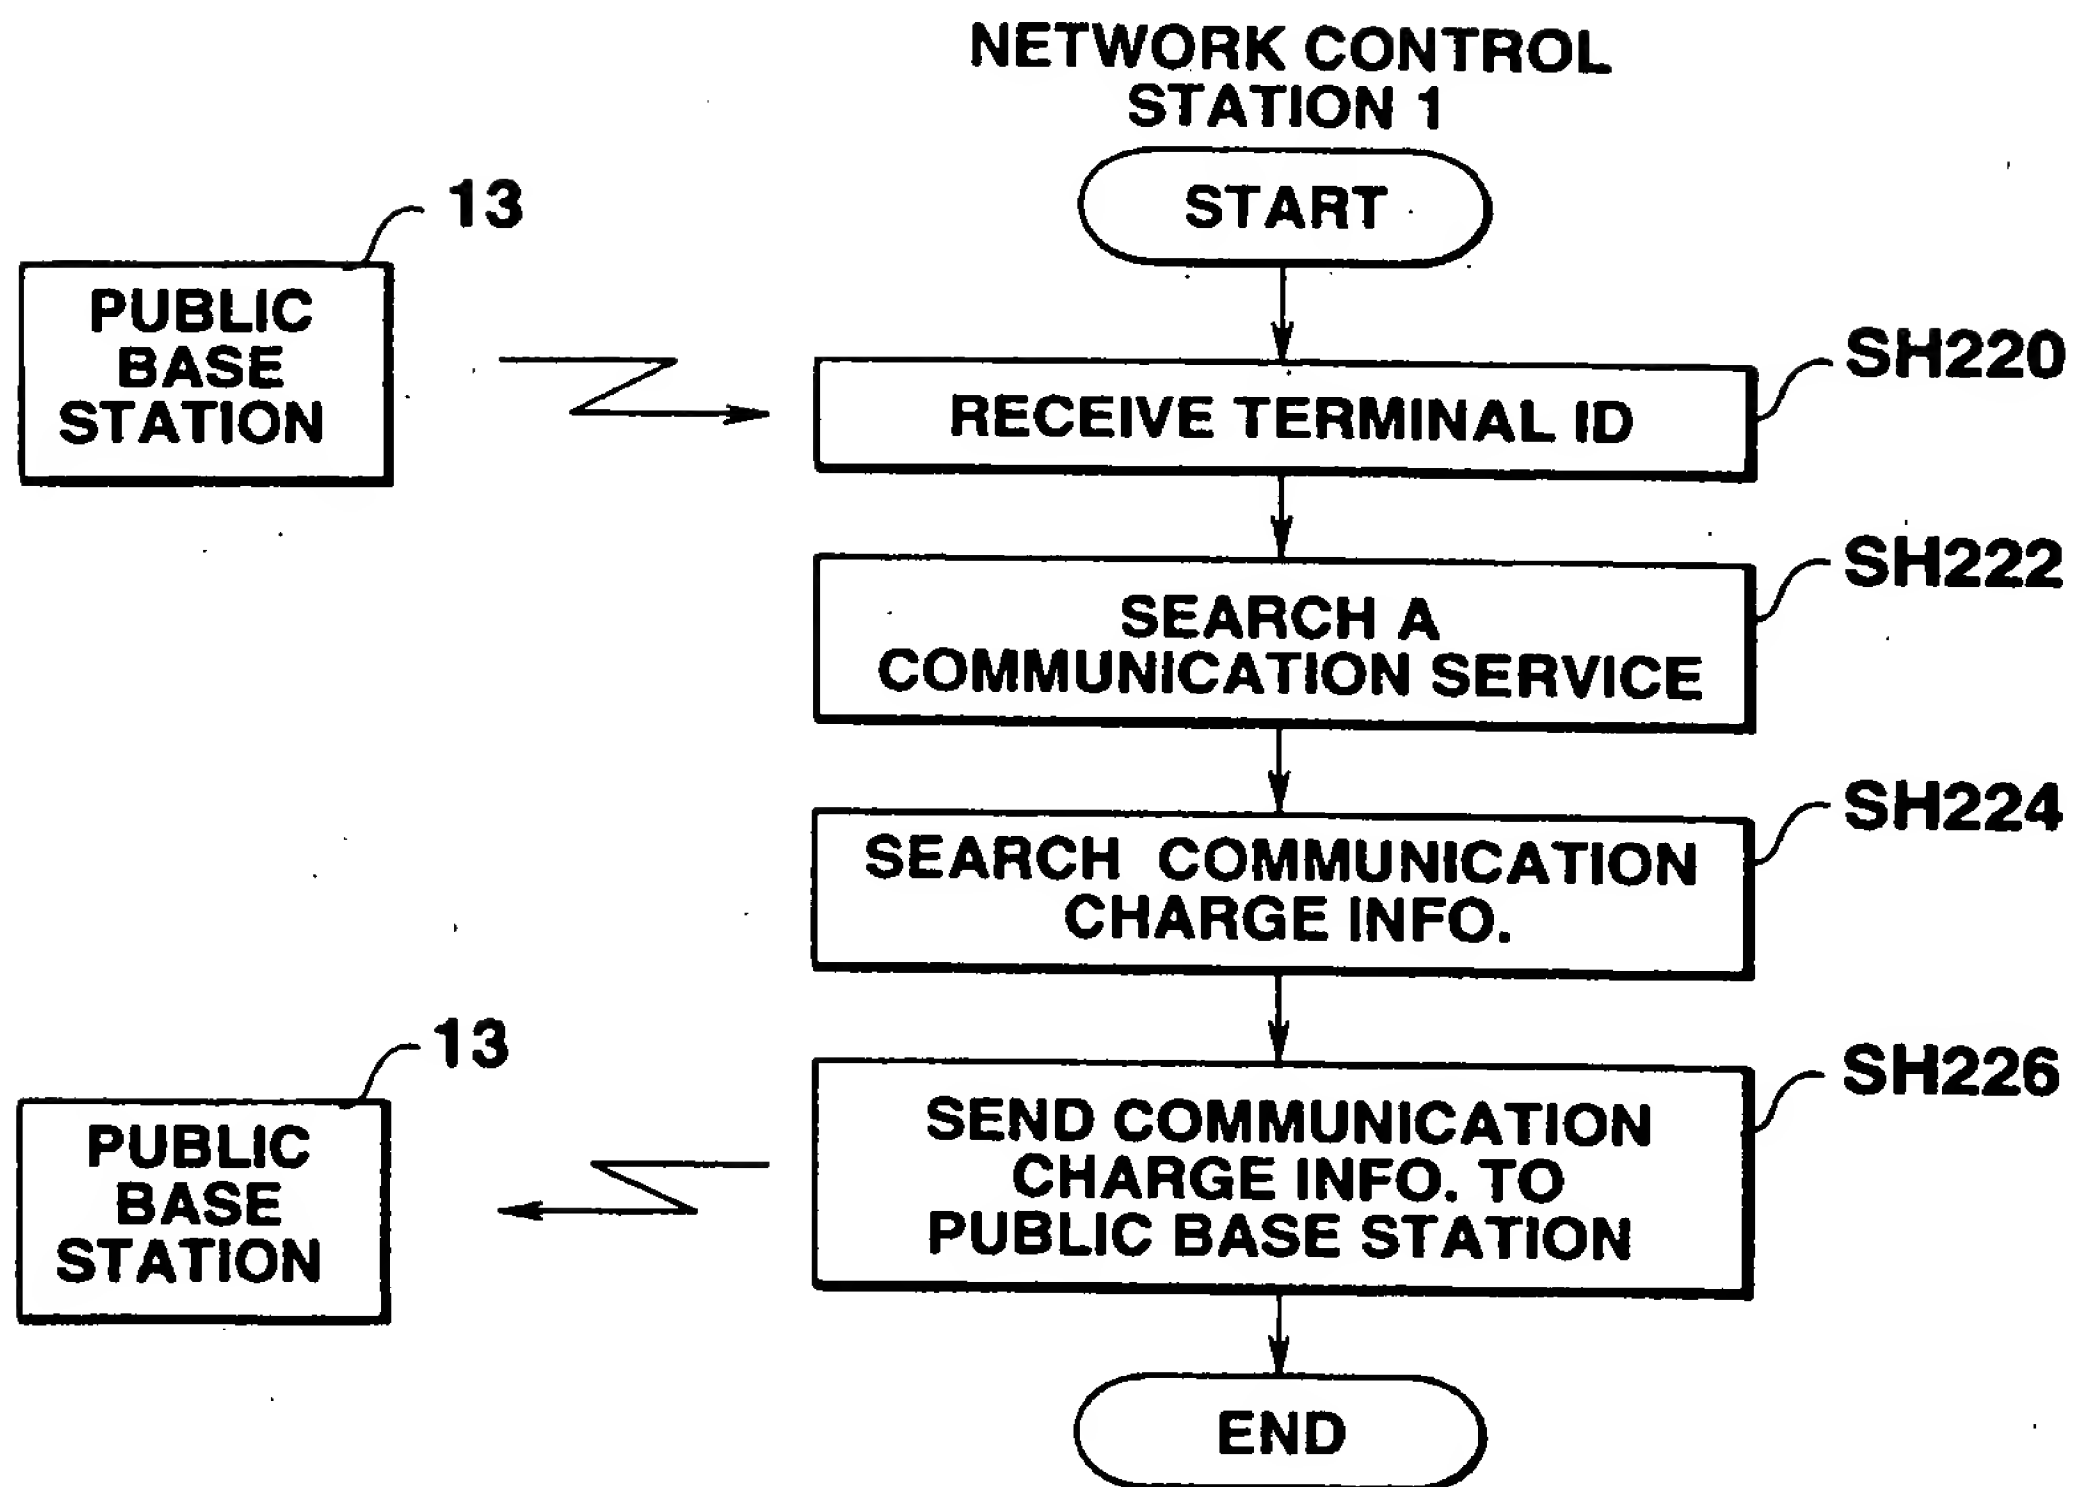 NETWORK CONTROL
STATION 1
START
13
PUBLIC
BASE
STATION
SH220
RECEIVE TERMINAL ID
SH222
SEARCH A
COMMUNICATION SERVICE
SH224
SEARCH COMMUNICATION
CHARGE INFO.
13
PUBLIC
BASE
STATION
SH226
SEND COMMUNICATION
CHARGE INFO. TO
PUBLIC BASE STATION
END